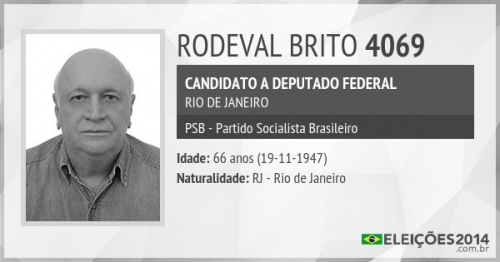 RODEVAL BRITO 4069
CANDIDATO A DEPUTADO FEDERAL
RIO DE JANEIRO
PSB - Partido Socialista Brasileiro
Idade: 66 anos (19-11-1947)
Naturalidade: RJ - Rio de Janeiro
ELEIÇÕES2014
.com.br